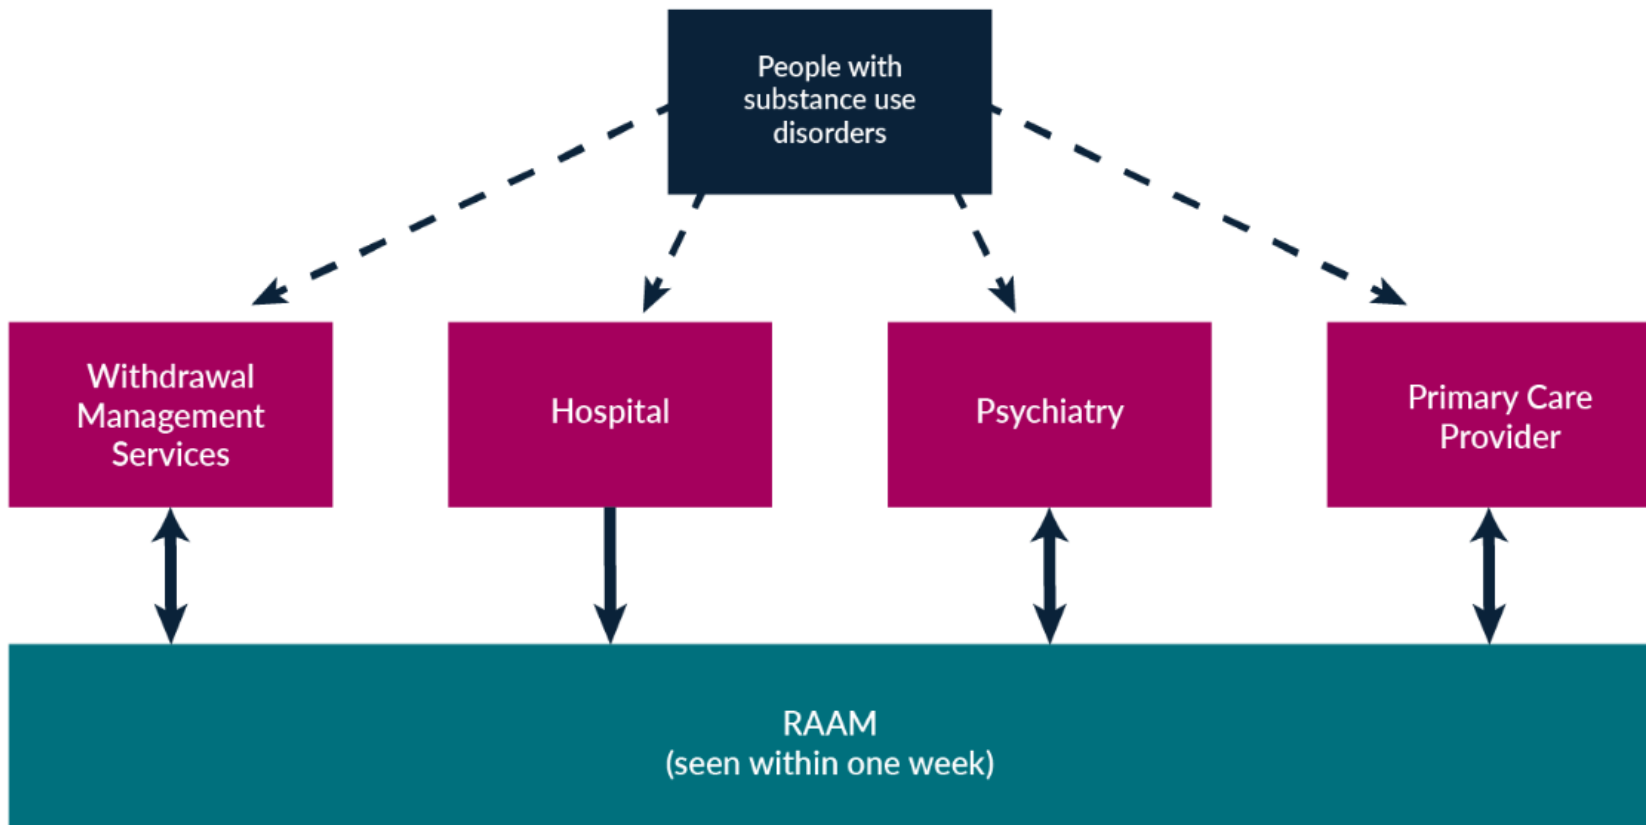 People with
substance use
disorders
Withdrawal
Management
Services
Hospital
Psychiatry
Primary Care
Provider
RAAM
(seen within one week)